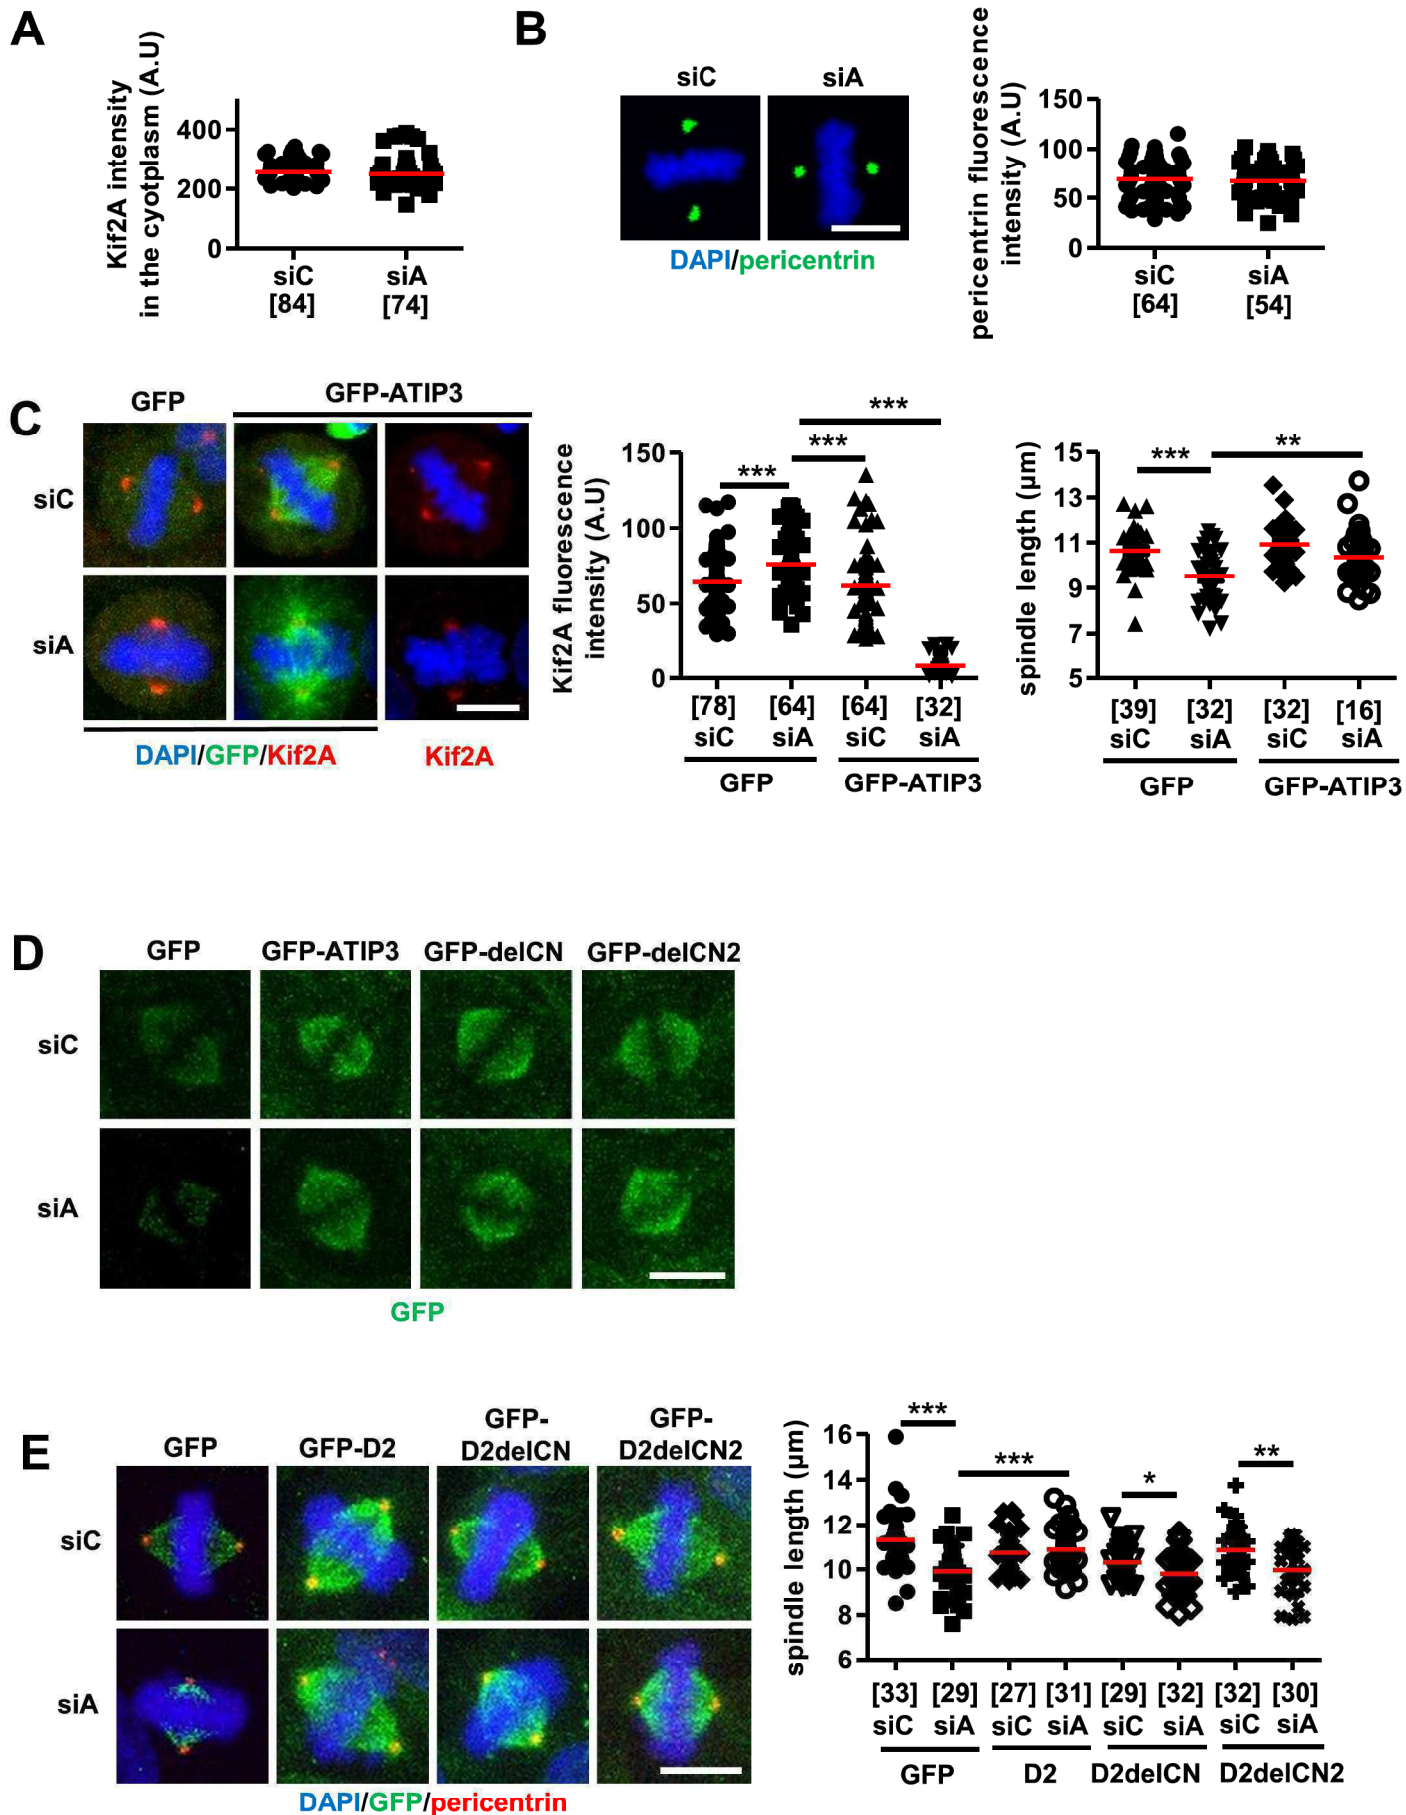 A
Kif2A intensity
in the cyotplasm (A.U)
400
200
0
siC
siA
[84]
[74]
B
siC
siA
DAPI/pericentrin
pericentrin fluorescence
intensity (A.U)
150
100
50
0
siC
siA
[64]
[54]
C
GFP
GFP-ATIP3
siC
siA
DAPI/GFP/Kif2A
Kif2A
Kif2A fluorescence
intensity (A.U)
150
100
50
0
***
***
***
[78]
[64]
[64]
[32]
siC
siA
siC
siA
GFP
GFP-ATIP3
spindle length (μm)
15
13
11
9
7
5
***
**
[39]
[32]
[32]
[16]
siC
siA
siC
siA
GFP
GFP-ATIP3
D
GFP
GFP-ATIP3
GFP-delCN
GFP-delCN2
siC
siA
GFP
E
GFP
GFP-D2
GFP-
D2delCN
GFP-
D2delCN2
siC
siA
DAPI/GFP/pericentrin
spindle length (μm)
16
14
12
10
8
6
***
***
*
**
[33]
[29]
[27]
[31]
[29]
[32]
[32]
[30]
siC
siA
siC
siA
siC
siA
siC
siA
GFP
D2
D2delCN
D2delCN2